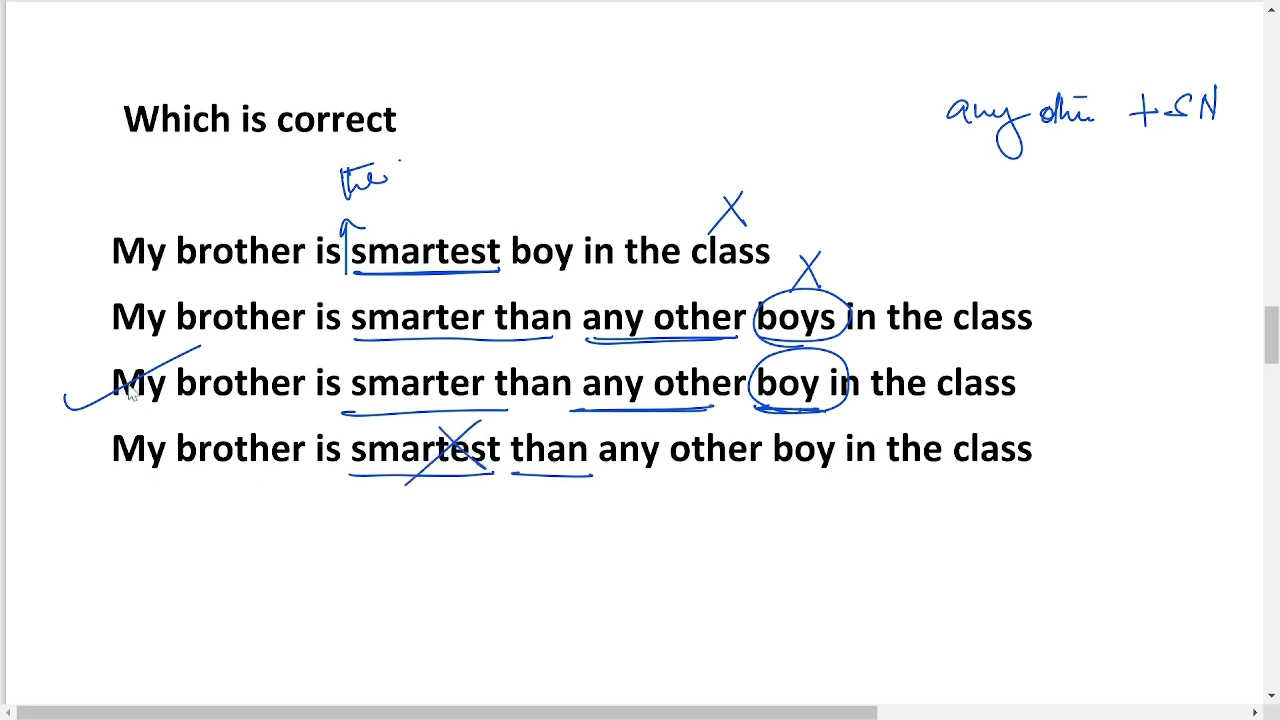 Which is correct
any other + SN
the
X
My brother is smartest boy in the class
X
My brother is smarter than any other boys in the class
My brother is smarter than any other boy in the class
My brother is smartest than any other boy in the class